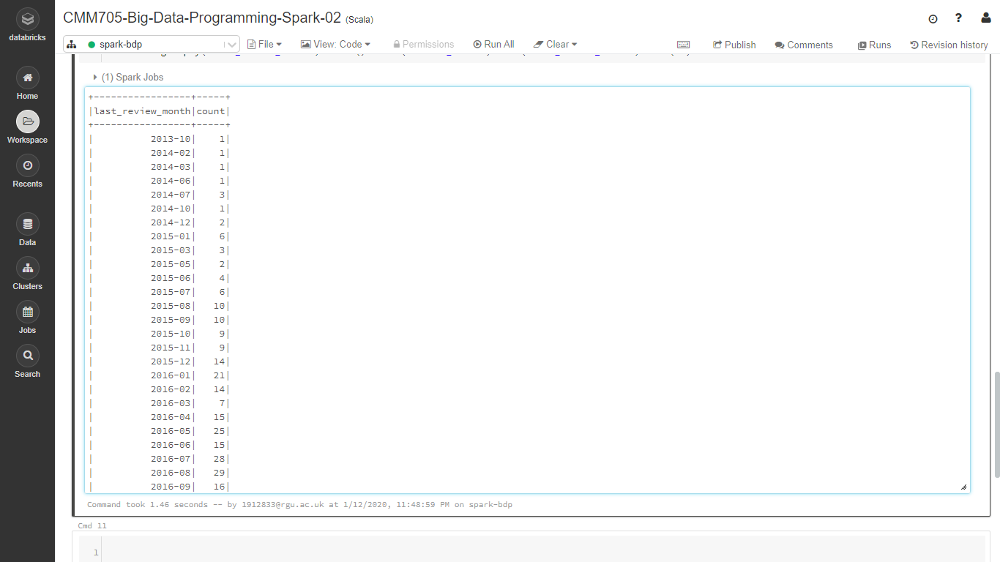 databricks
Home
Workspace
Recents
Data
Clusters
Jobs
Search
CMM705-Big-Data-Programming-Spark-02 (Scala)
spark-bdp
File
View: Code
Permissions
Run All
Clear
Publish
Comments
Runs
Revision history
(1) Spark Jobs
+-----------------+-----+
|last_review_month|count|
+-----------------+-----+
|          2013-10|    1|
|          2014-02|    1|
|          2014-03|    1|
|          2014-06|    1|
|          2014-07|    3|
|          2014-10|    1|
|          2014-12|    2|
|          2015-01|    6|
|          2015-03|    3|
|          2015-05|    2|
|          2015-06|    4|
|          2015-07|    6|
|          2015-08|   10|
|          2015-09|   10|
|          2015-10|    9|
|          2015-11|    9|
|          2015-12|   14|
|          2016-01|   21|
|          2016-02|   14|
|          2016-03|    7|
|          2016-04|   15|
|          2016-05|   25|
|          2016-06|   15|
|          2016-07|   28|
|          2016-08|   29|
|          2016-09|   16|
Command took 1.46 seconds -- by 1912833@rgu.ac.uk at 1/12/2020, 11:48:59 PM on spark-bdp
Cmd 11
1